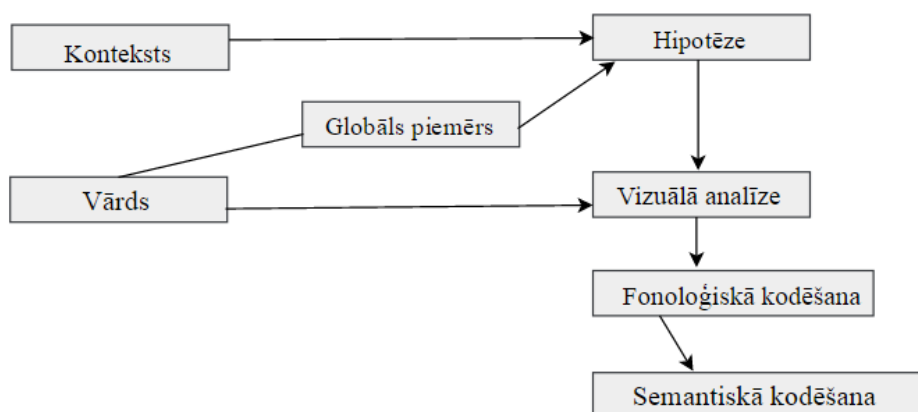 Konteksts
Hipotēze
Globāls piemērs
Vārds
Vizuālā analīze
Fonoloģiskā kodēšana
Semantiskā kodēšana